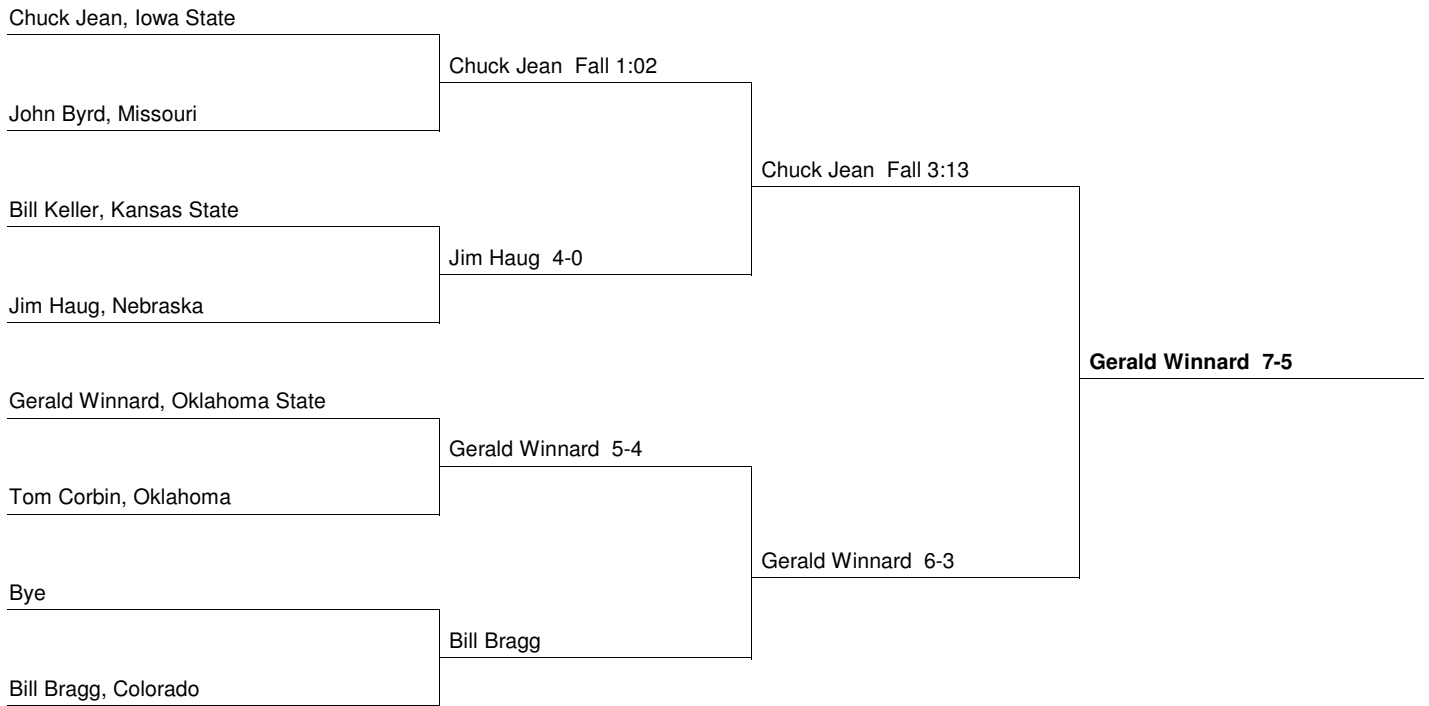 Chuck Jean, Iowa State
Chuck Jean  Fall 1:02
John Byrd, Missouri
Chuck Jean  Fall 3:13
Bill Keller, Kansas State
Jim Haug  4-0
Jim Haug, Nebraska
Gerald Winnard  7-5
Gerald Winnard, Oklahoma State
Gerald Winnard  5-4
Tom Corbin, Oklahoma
Gerald Winnard  6-3
Bye
Bill Bragg
Bill Bragg, Colorado